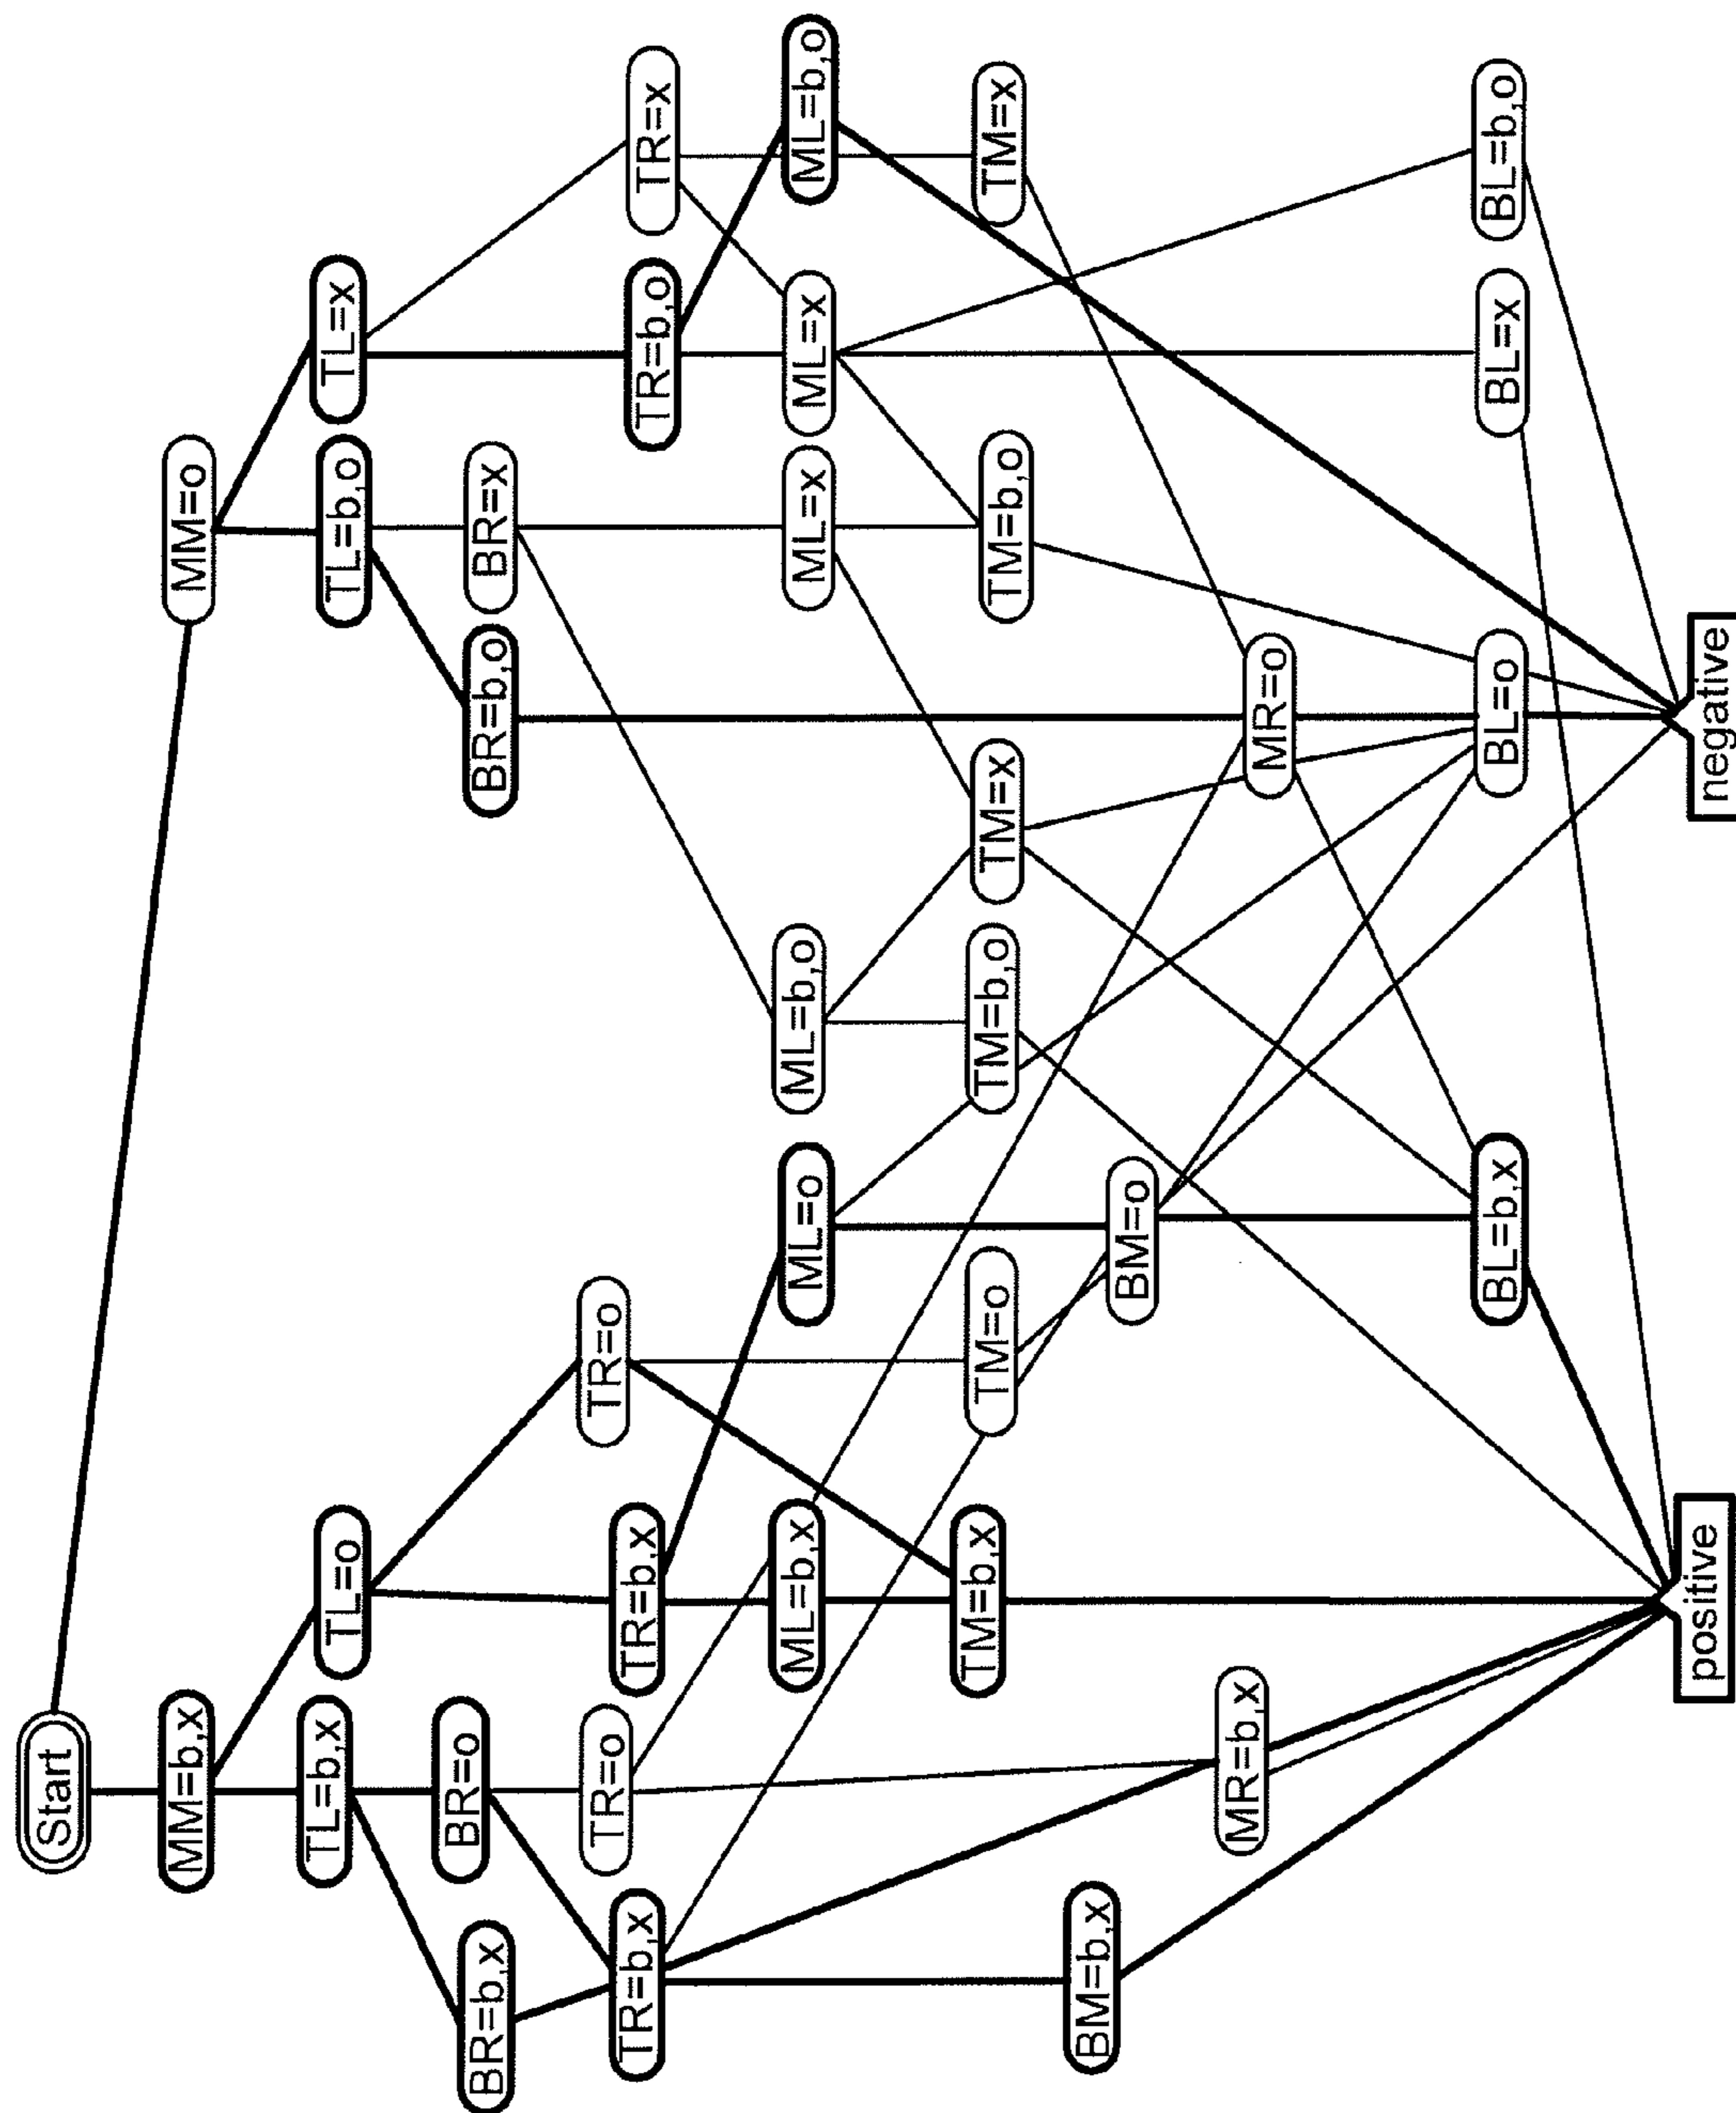 Start
MM=b,x
MM=o
TL=b,x
TL=o
TL=b,o
TL=x
BR=b,x
BR=o
BR=b,o
BR=x
TR=b,x
TR=o
TR=b,x
TR=o
TR=b,o
TR=x
ML=b,x
ML=o
ML=b,o
ML=x
ML=x
ML=b,o
TM=b,x
TM=o
TM=b,o
TM=x
TM=b,o
TM=x
BM=b,x
BM=o
MR=b,x
MR=o
BL=b,x
BL=o
BL=x
BL=b,o
positive
negative